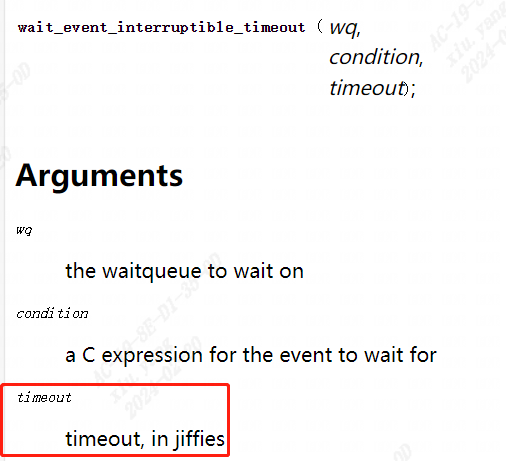 wait_event_interruptible_timeout ( wq,
condition,
timeout);
Arguments
wq
the waitqueue to wait on
condition
a C expression for the event to wait for
timeout
timeout, in jiffies